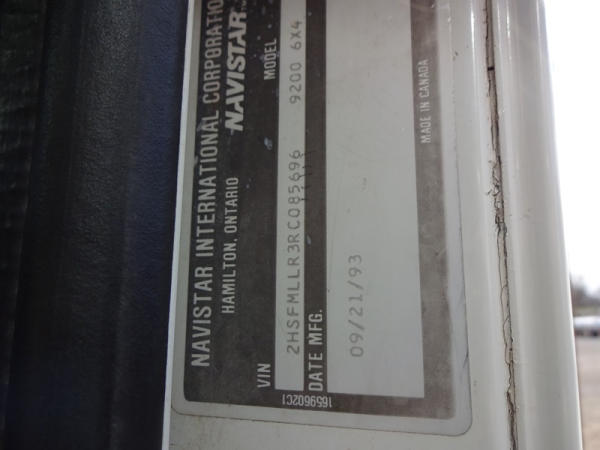 NAVISTAR INTERNATIONAL CORPORATION
HAMILTON, ONTARIO
NAVISTAR™
VIN
MODEL
2HSFMLLR3RC085696
9200 6X4
DATE MFG.
09/21/93
MADE IN CANADA
1659602C1